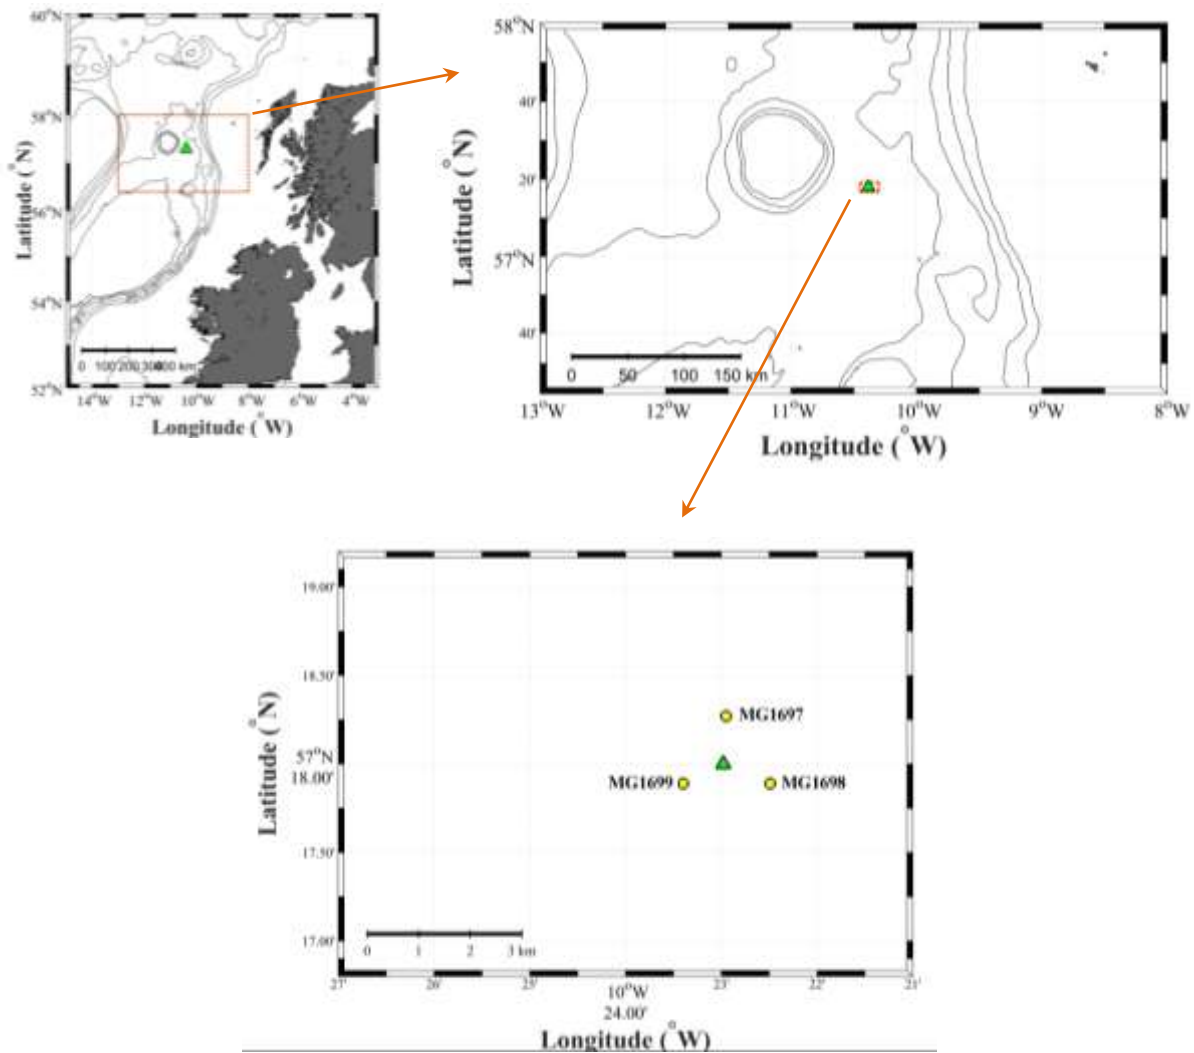 60°N
58°N
56°N
54°N
52°N
Latitude (°N)
0 100 200 300 400 km
14°W 12°W 10°W 8°W 6°W 4°W
Longitude (°W)
58°N
40'
20'
57°N
40'
Latitude (°N)
0 50 100 150 km
13°W 12°W 11°W 10°W 9°W 8°W
Longitude (°W)
19.00'
18.50'
57°N
18.00'
17.50'
17.00'
Latitude (°N)
MG1697
MG1699
MG1698
0 1 2 3 km
27' 26' 25' 23' 22' 21'
10°W
24.00'
Longitude (°W)